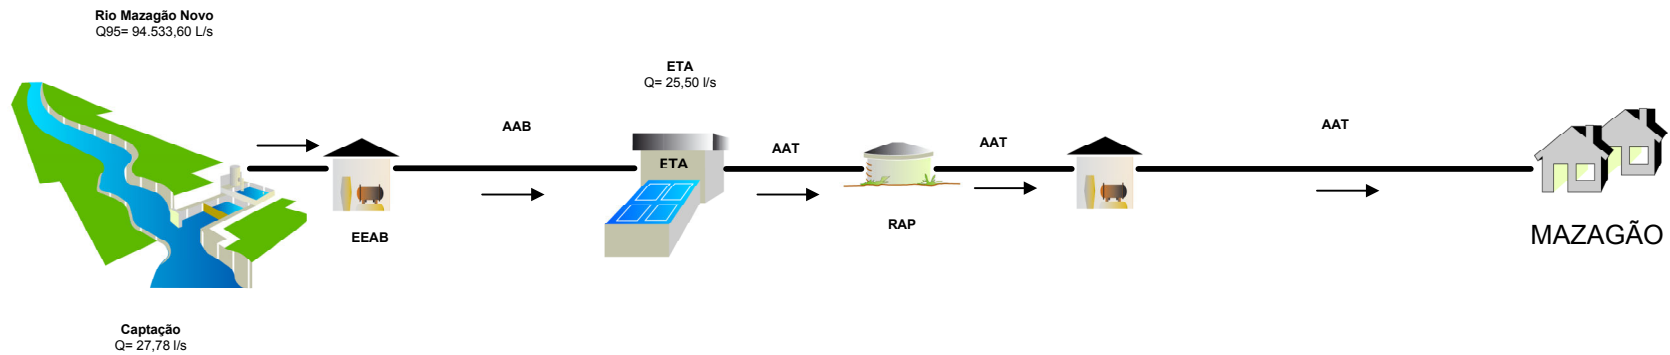 Rio Mazagão Novo
Q95= 94.533,60 L/s
ETA
Q= 25,50 l/s
AAB
AAT
AAT
AAT
ETA
EEAB
RAP
MAZAGÃO
Captação
Q= 27,78 l/s